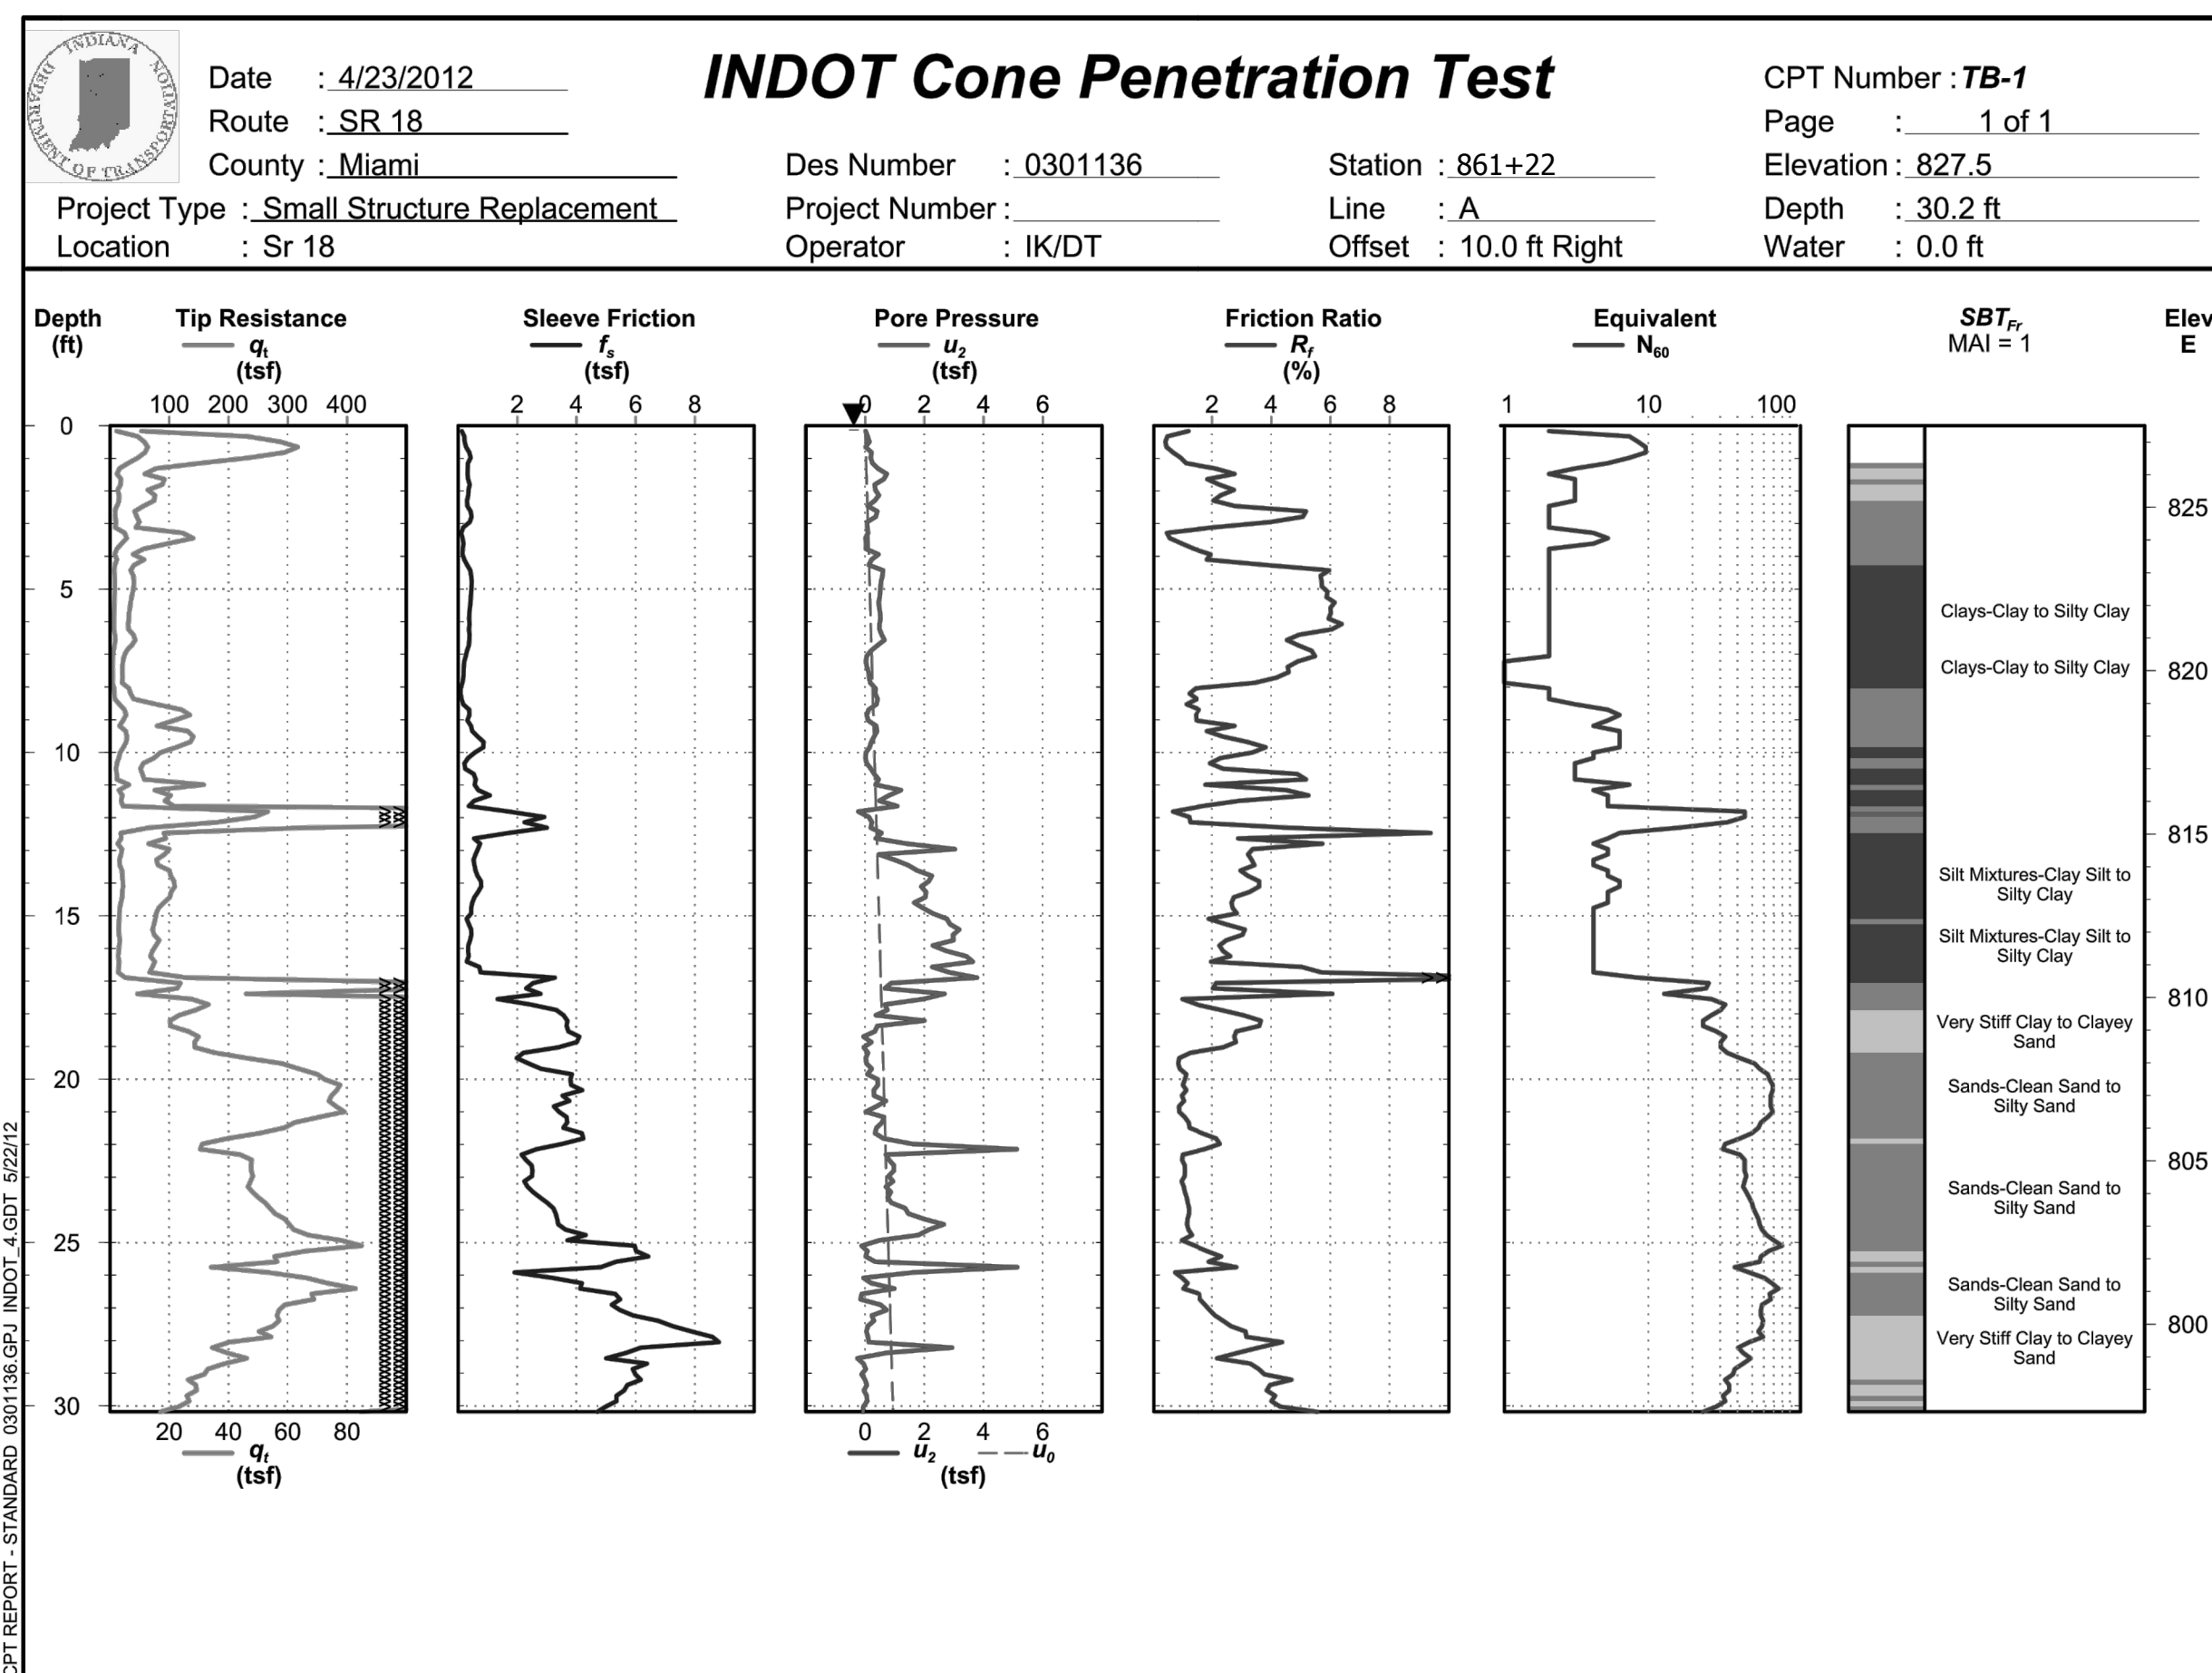 INDIANA
DEPARTMENT OF TRANSPORTATION
INDOT Cone Penetration Test
Date : 4/23/2012
Route : SR 18
County : Miami
Project Type : Small Structure Replacement
Location : Sr 18
Des Number : 0301136
Project Number :
Operator : IK/DT
Station : 861+22
Line : A
Offset : 10.0 ft Right
CPT Number : TB-1
Page : 1 of 1
Elevation : 827.5
Depth : 30.2 ft
Water : 0.0 ft
Depth
(ft)
Tip Resistance
qt
(tsf)
Sleeve Friction
fs
(tsf)
Pore Pressure
u2
(tsf)
Friction Ratio
Rf
(%)
Equivalent
N60
SBTFr
MAI = 1
Elev
E
100 200 300 400
2 4 6 8
0 2 4 6
2 4 6 8
1 10 100
0
5
10
15
20
25
30
Clays-Clay to Silty Clay
Clays-Clay to Silty Clay
Silt Mixtures-Clay Silt to
Silty Clay
Silt Mixtures-Clay Silt to
Silty Clay
Very Stiff Clay to Clayey
Sand
Sands-Clean Sand to
Silty Sand
Sands-Clean Sand to
Silty Sand
Sands-Clean Sand to
Silty Sand
Very Stiff Clay to Clayey
Sand
825
820
815
810
805
800
20 40 60 80
qt
(tsf)
0 2 4 6
u2 u0
(tsf)
CPT REPORT - STANDARD 0301136.GPJ INDOT_4.GDT 5/22/12